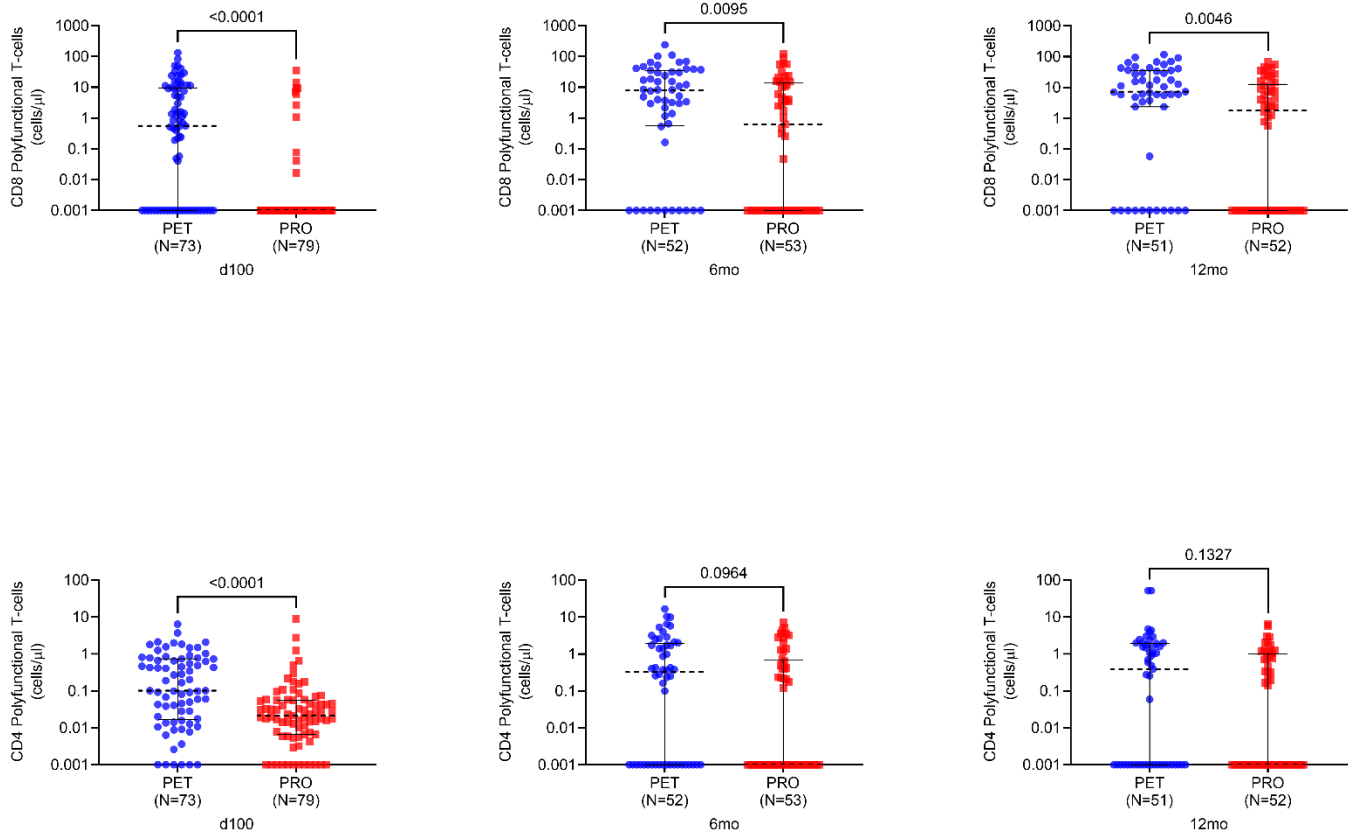 CD8 Polyfunctional T-cells
(cells/µl)
<0.0001
1000
100
10
1
0.1
0.01
0.001
PET
(N=73)
PRO
(N=79)
d100
CD8 Polyfunctional T-cells
(cells/µl)
0.0095
1000
100
10
1
0.1
0.01
0.001
PET
(N=52)
PRO
(N=53)
6mo
CD8 Polyfunctional T-cells
(cells/µl)
0.0046
1000
100
10
1
0.1
0.01
0.001
PET
(N=51)
PRO
(N=52)
12mo
CD4 Polyfunctional T-cells
(cells/µl)
<0.0001
100
10
1
0.1
0.01
0.001
PET
(N=73)
PRO
(N=79)
d100
CD4 Polyfunctional T-cells
(cells/µl)
0.0964
100
10
1
0.1
0.01
0.001
PET
(N=52)
PRO
(N=53)
6mo
CD4 Polyfunctional T-cells
(cells/µl)
0.1327
100
10
1
0.1
0.01
0.001
PET
(N=51)
PRO
(N=52)
12mo